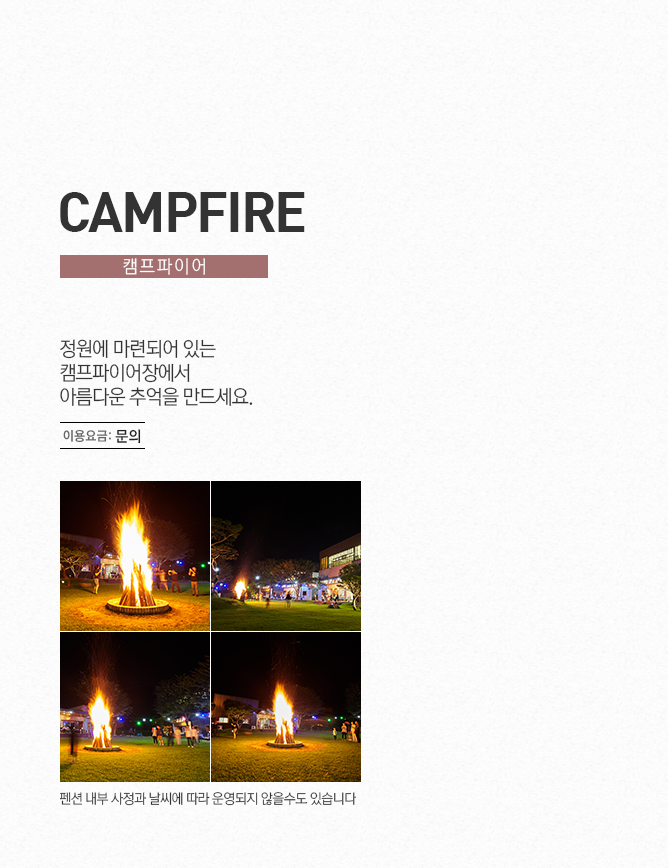 CAMPFIRE
캠프파이어
정원에 마련되어 있는
캠프파이어장에서
아름다운 추억을 만드세요.
이용요금: 문의
펜션 내부 사정과 날씨에 따라 운영되지 않을수도 있습니다